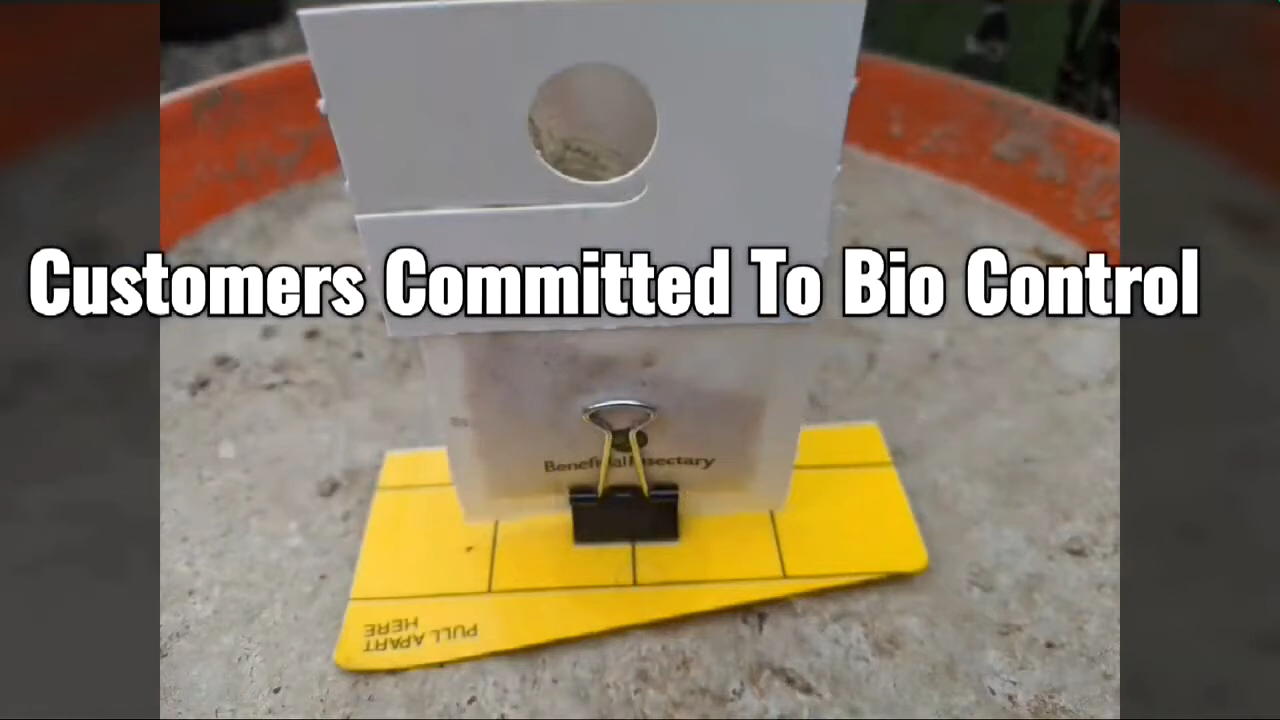 Customers Committed To Bio Control
Beneficial Insectary
PULL APART
HERE